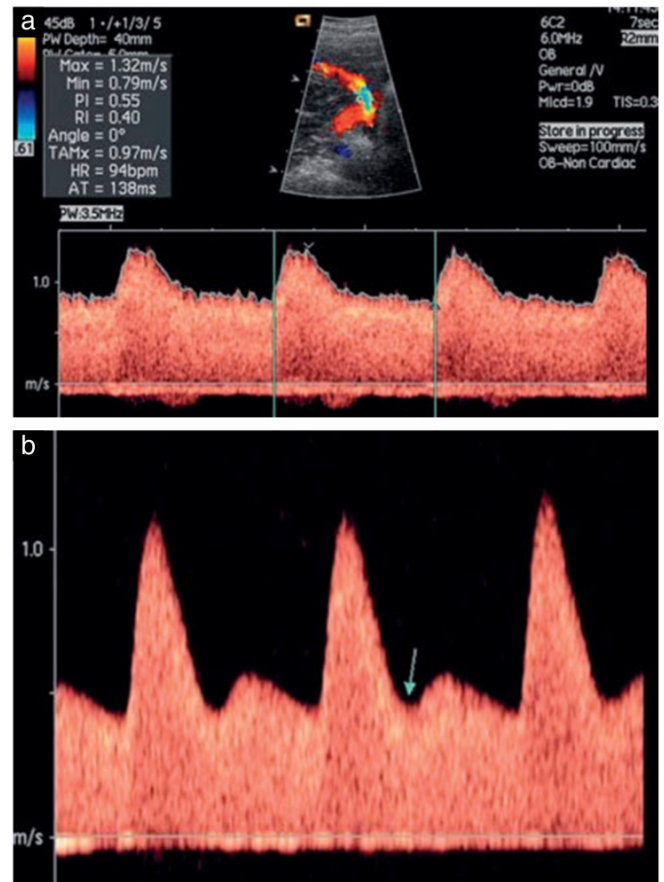 a
45dB 1 •/+1/3/ 5
PW Depth= 40mm
Max = 1.32m/s
Min = 0.79m/s
PI = 0.55
RI = 0.40
Angle = 0°
TAMx = 0.97m/s
HR = 94bpm
AT = 138ms
.61
6C2 7sec
6.0MHz R2mm
OB
General /V
Pwr=0dB
MIcd=1.9 TIS=0.3
Store in progress
Sweep=100mm/s
OB-Non Cardiac
PW:3.5MHz
1.0
m/s
b
1.0
m/s